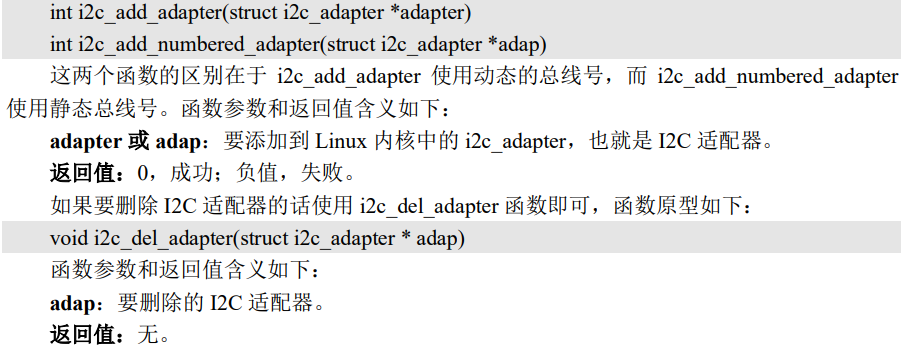 int i2c_add_adapter(struct i2c_adapter *adapter)
int i2c_add_numbered_adapter(struct i2c_adapter *adap)
这两个函数的区别在于 i2c_add_adapter 使用动态的总线号，而 i2c_add_numbered_adapter
使用静态总线号。函数参数和返回值含义如下：
adapter 或 adap：要添加到 Linux 内核中的 i2c_adapter，也就是 I2C 适配器。
返回值：0，成功；负值，失败。
如果要删除 I2C 适配器的话使用 i2c_del_adapter 函数即可，函数原型如下：
void i2c_del_adapter(struct i2c_adapter * adap)
函数参数和返回值含义如下：
adap：要删除的 I2C 适配器。
返回值：无。